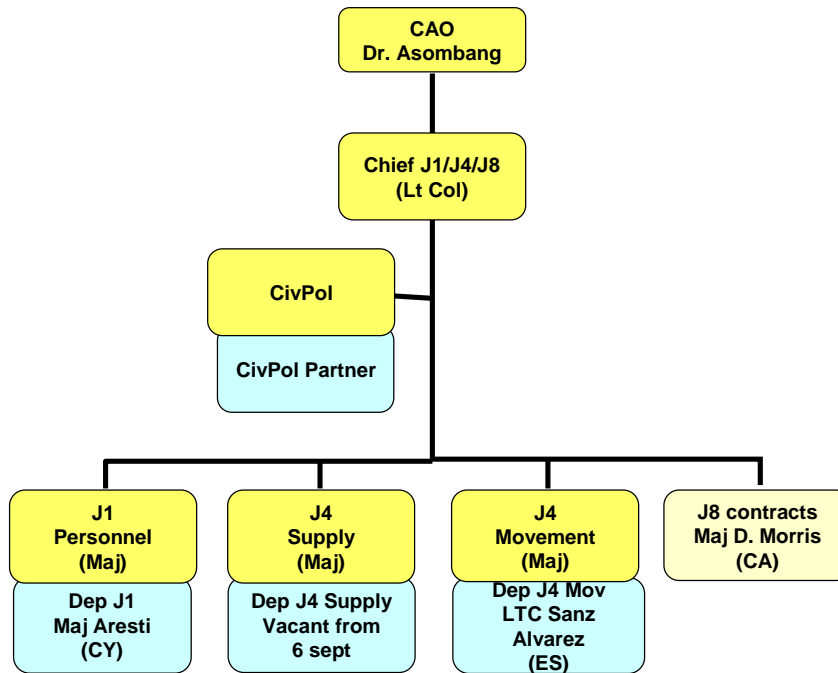 CAO
Dr. Asombang
Chief J1/J4/J8
(Lt Col)
CivPol
CivPol Partner
J1
Personnel
(Maj)
Dep J1
Maj Aresti
(CY)
J4
Supply
(Maj)
Dep J4 Supply
Vacant from
6 sept
J4
Movement
(Maj)
Dep J4 Mov
LTC Sanz
Alvarez
(ES)
J8 contracts
Maj D. Morris
(CA)